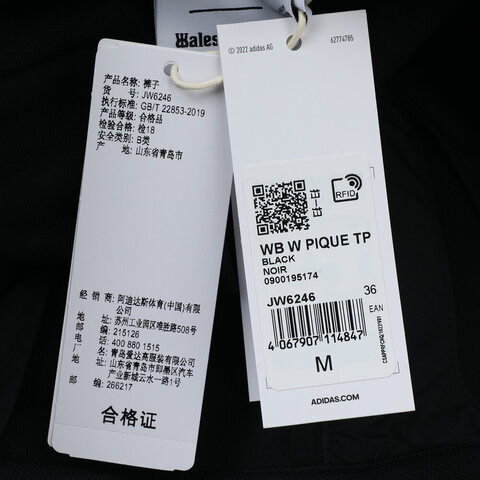 Wales
产品名称: 裤子
货 号: JW6246
执行标准: GB/T 22853-2019
产品等级: 合格品
检验合格: 检18
安全类别: B类
产 地: 山东省青岛市
经 销 商: 阿迪达斯体育(中国)有限公司
地址: 苏州工业园区唯胜路508号
邮编: 215126
电话: 400 880 1515
青岛爱达高服装有限公司
地址: 山东省青岛市即墨区汽车
产业新城云水一路1号
邮编: 266217
合格证
© 2022 adidas AG
62774785
RFID
WB W PIQUE TP
BLACK
NOIR
0900195174
JW6246
36
EAN
4 067907 114847
M
ADIDAS.COM